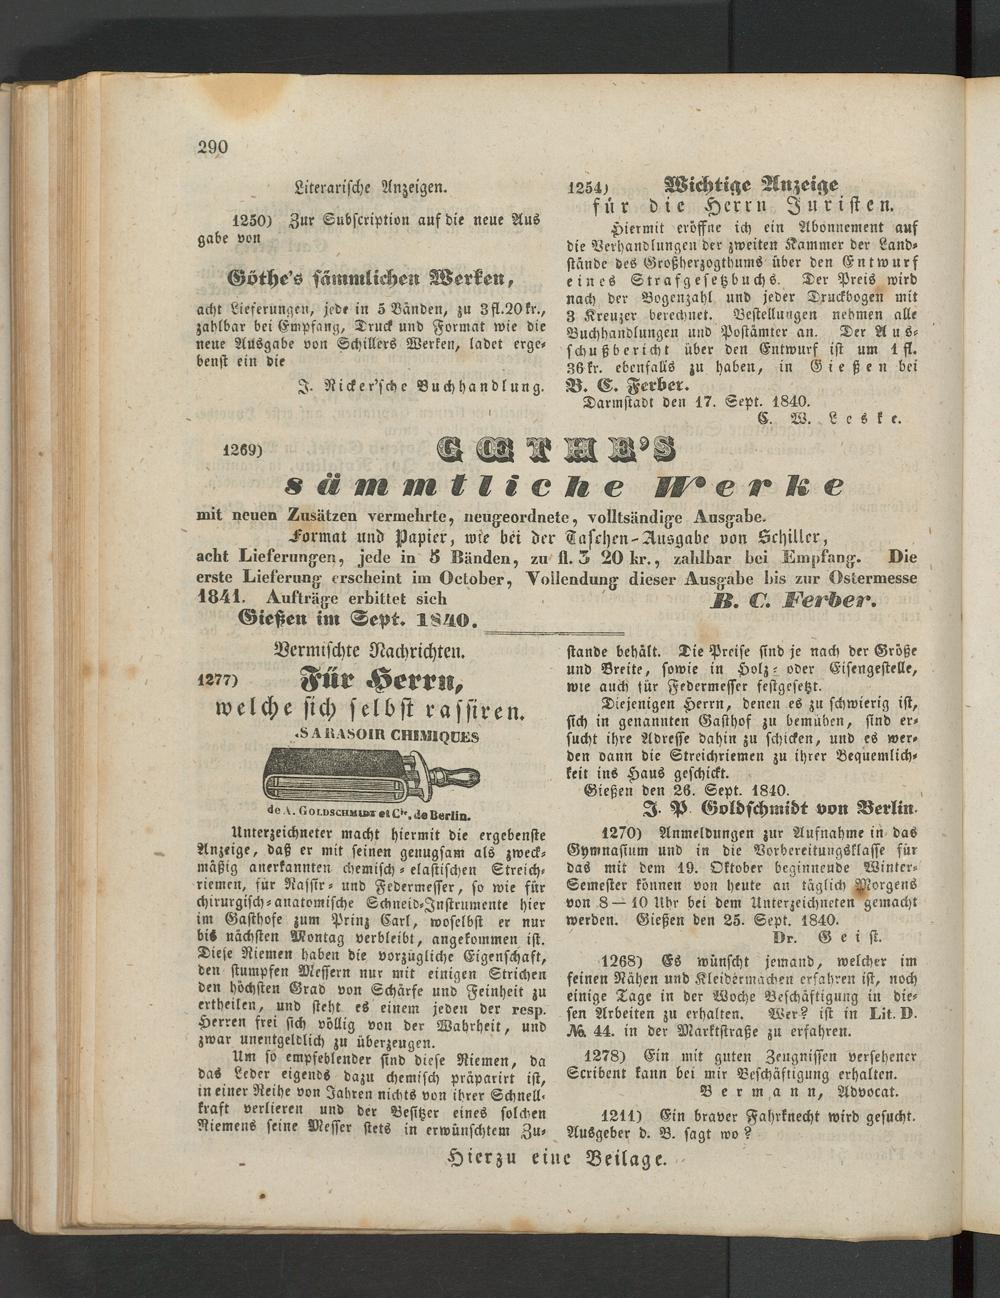 290
Literarische Anzeigen.
1250) Zur Subscription auf die neue Aus
gabe von
Göthe's sämmlichen Werken,
acht Lieferungen, jede in 5 Bänden, zu 3 fl. 20 kr.,
zahlbar bei Empfang, Druck und Format wie die
neue Ausgabe von Schillers Werken, ladet erge-
benst ein die
J. Ricker'sche Buchhandlung.
1254) Wichtige Anzeige
für die Herrn Juristen.
Hiermit eröffne ich ein Abonnement auf
die Verhandlungen der zweiten Kammer der Land-
stände des Großherzogthums über den Entwurf
eines Strafgesetzbuchs. Der Preis wird
nach der Bogenzahl und jeder Druckbogen mit
3 Kreuzer berechnet. Bestellungen nehmen alle
Buchhandlungen und Postämter an. Der Aus-
schußbericht über den Entwurf ist um 1 fl.
36 kr. ebenfalls zu haben, in Gießen bei
B. C. Ferber.
Darmstadt den 17. Sept. 1840.
C. W. Leske.
1269) GŒTHE'S
sämmtliche Werke
mit neuen Zusätzen vermehrte, neugeordnete, volltsändige Ausgabe.
Format und Papier, wie bei der Taschen-Ausgabe von Schiller,
acht Lieferungen, jede in 5 Bänden, zu fl. 3 20 kr., zahlbar bei Empfang. Die
erste Lieferung erscheint im October, Vollendung dieser Ausgabe bis zur Ostermesse
1841. Aufträge erbittet sich B. C. Ferber.
Gießen im Sept. 1840.
Vermischte Nachrichten.
1277) Für Herrn,
welche sich selbst rassiren.
SARASOIR CHIMIQUES
de A. GOLDSCHMIDT et Cie. de Berlin.
Unterzeichneter macht hiermit die ergebenste
Anzeige, daß er mit seinen genugsam als zweck-
mäßig anerkannten chemisch-elastischen Streich-
riemen, für Rassir- und Federmesser, so wie für
chirurgisch-anatomische Schneid-Instrumente hier
im Gasthofe zum Prinz Carl, woselbst er nur
bis nächsten Montag verbleibt, angekommen ist.
Diese Riemen haben die vorzügliche Eigenschaft,
den stumpfen Messern nur mit einigen Strichen
den höchsten Grad von Schärfe und Feinheit zu
ertheilen, und steht es einem jeden der resp.
Herren frei sich völlig von der Wahrheit, und
zwar unentgeldlich zu überzeugen.
Um so empfehlender sind diese Riemen, da
das Leder eigends dazu chemisch präparirt ist,
in einer Reihe von Jahren nichts von ihrer Schnell-
kraft verlieren und der Besitzer eines solchen
Riemens seine Messer stets in erwünschtem Zu-
stande behält. Die Preise sind je nach der Größe
und Breite, sowie in Holz- oder Eisengestelle,
wie auch für Federmesser festgesetzt.
Diejenigen Herrn, denen es zu schwierig ist,
sich in genannten Gasthof zu bemühen, sind er-
sucht ihre Adresse dahin zu schicken, und es wer-
den dann die Streichriemen zu ihrer Bequemlich-
keit ins Haus geschickt.
Gießen den 26. Sept. 1840.
J. P. Goldschmidt von Berlin.
1270) Anmeldungen zur Aufnahme in das
Gymnasium und in die Vorbereitungsklasse für
das mit dem 19. Oktober beginnende Winter-
Semester können von heute an täglich Morgens
von 8—10 Uhr bei dem Unterzeichneten gemacht
werden. Gießen den 25. Sept. 1840.
Dr. Geist.
1268) Es wünscht jemand, welcher im
feinen Nähen und Kleidermachen erfahren ist, noch
einige Tage in der Woche Beschäftigung in die-
sen Arbeiten zu erhalten. Wer? ist in Lit. D.
№. 44. in der Marktstraße zu erfahren.
1278) Ein mit guten Zeugnissen versehener
Scribent kann bei mir Beschäftigung erhalten.
Bermann, Advocat.
1211) Ein braver Fahrknecht wird gesucht.
Ausgeber d. B. sagt wo?
Hierzu eine Beilage.